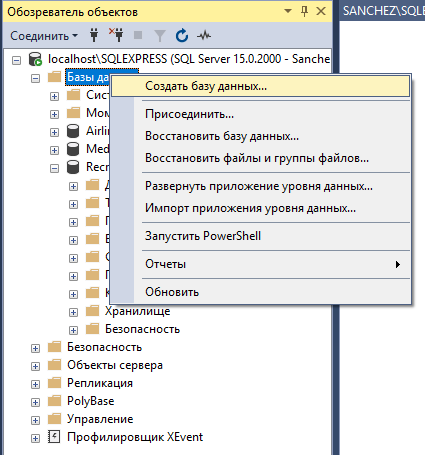 Обозреватель объектов
SANCHEZ\SQLE
Соединить
localhost\SQLEXPRESS (SQL Server 15.0.2000 - Sanche
Базы да
Создать базу данных...
Сис
Присоединить...
Мом
Восстановить базу данных...
Airlin
Восстановить файлы и группы файлов...
Med
Recr
Развернуть приложение уровня данных...
Д
Импорт приложения уровня данных...
Т
Запустить PowerShell
П
В
Отчеты
С
П
Обновить
К
Хранилище
Безопасность
Безопасность
Объекты сервера
Репликация
PolyBase
Управление
Профилировщик XEvent